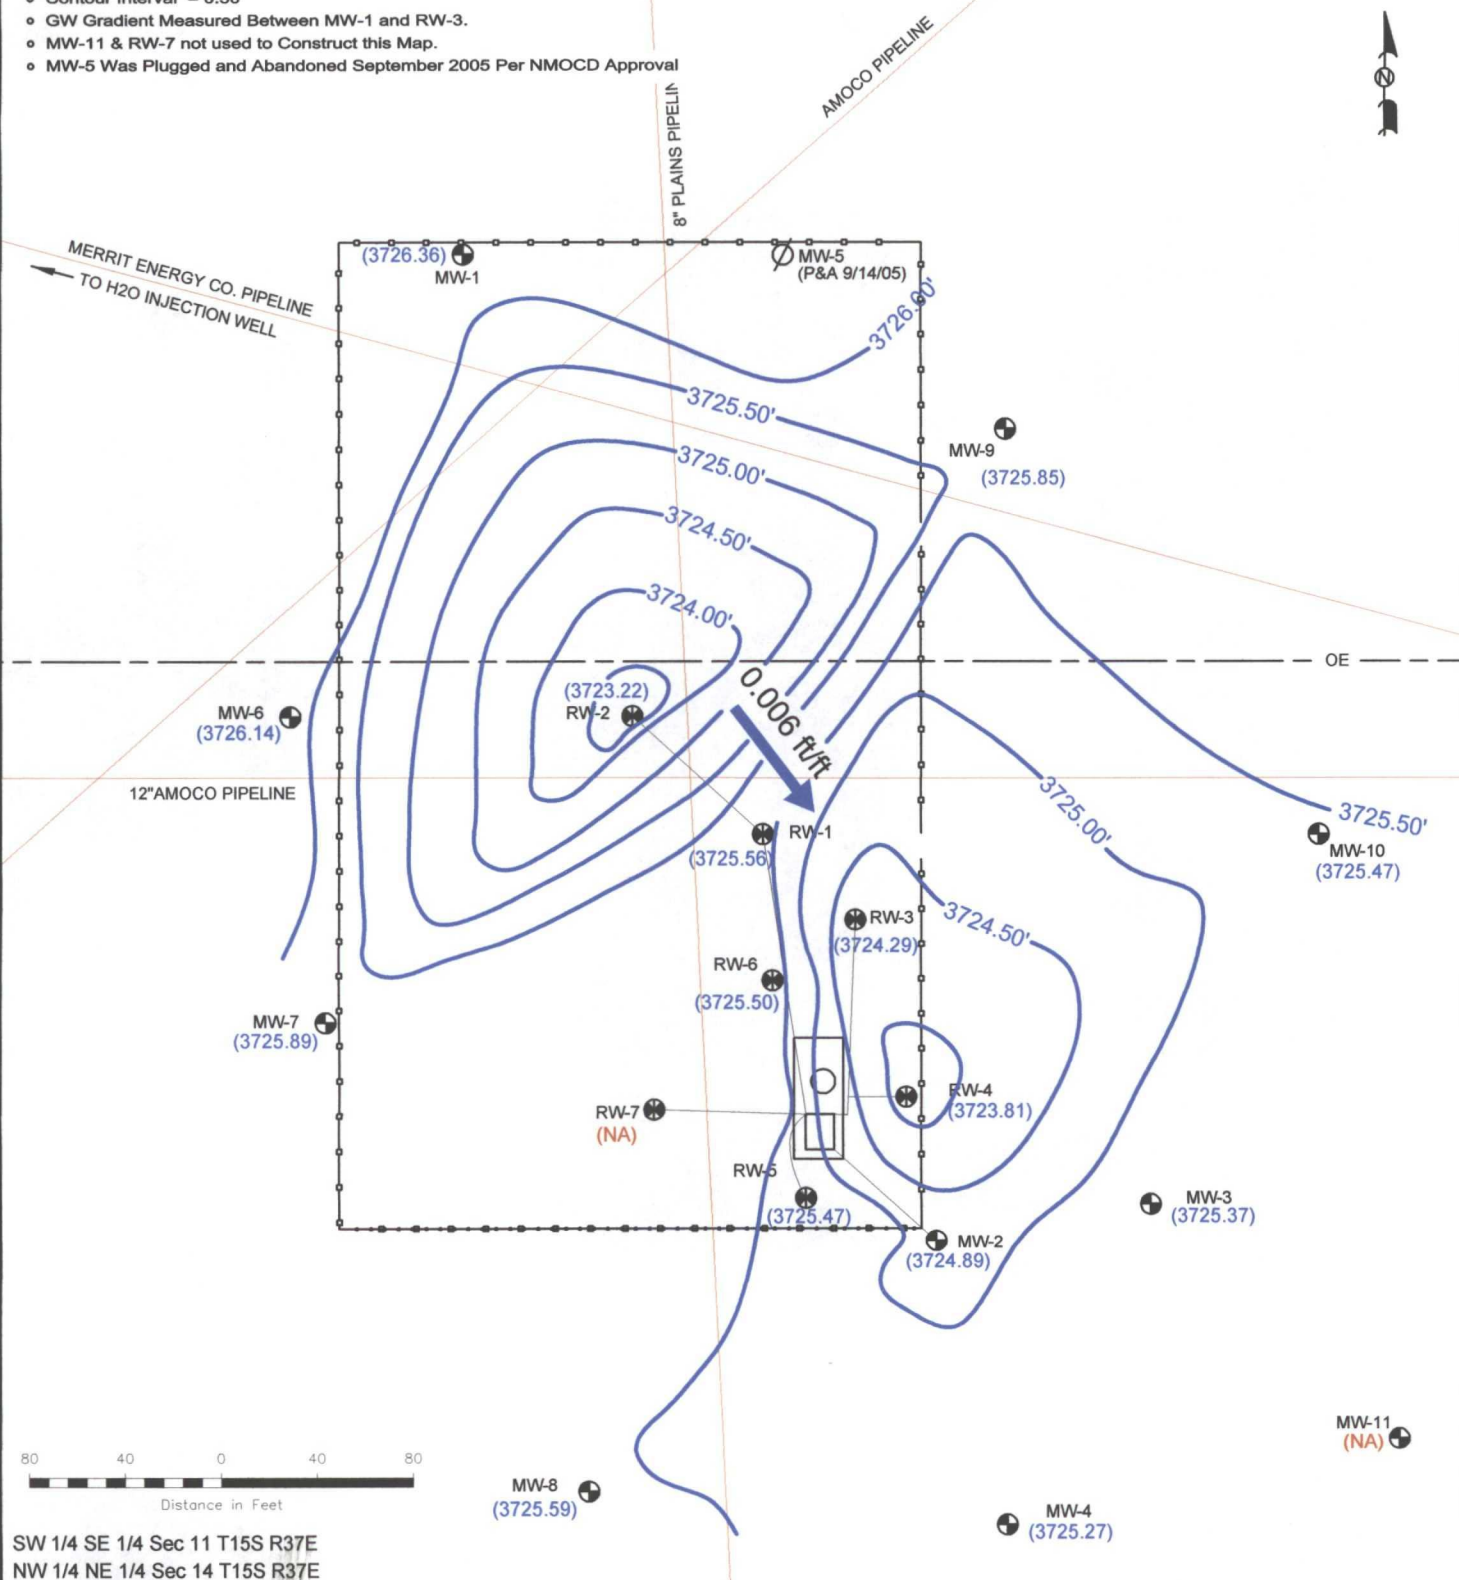 Contour Interval = 0.50'
GW Gradient Measured Between MW-1 and RW-3.
MW-11 & RW-7 not used to Construct this Map.
MW-5 Was Plugged and Abandoned September 2005 Per NMOCD Approval
AMOCO PIPELINE
N
8" PLAINS PIPELIN
MERRIT ENERGY CO. PIPELINE
TO H2O INJECTION WELL
(3726.36)
MW-1
MW-5
(P&A 9/14/05)
3726.00'
3725.50'
MW-9
(3725.85)
3725.00'
3724.50'
3724.00'
OE
(3723.22)
RW-2
0.006 ft/ft
MW-6
(3726.14)
12"AMOCO PIPELINE
3725.00'
3725.50'
RW-1
(3725.56)
MW-10
(3725.47)
RW-3
(3724.29)
3724.50'
RW-6
(3725.50)
MW-7
(3725.89)
RW-4
(3723.81)
RW-7
(NA)
RW-5
(3725.47)
MW-3
(3725.37)
MW-2
(3724.89)
MW-11
(NA)
80 40 0 40 80
Distance in Feet
MW-8
(3725.59)
MW-4
(3725.27)
SW 1/4 SE 1/4 Sec 11 T15S R37E
NW 1/4 NE 1/4 Sec 14 T15S R37E